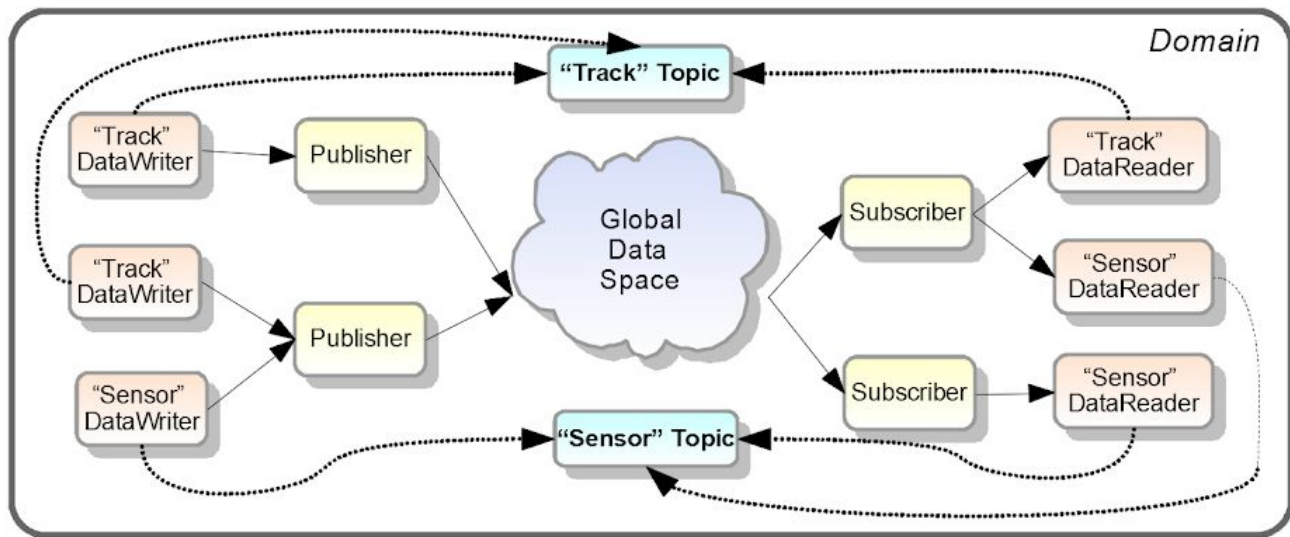 Domain
“Track” Topic
“Track”
DataWriter
Publisher
“Track”
DataWriter
Publisher
“Sensor”
DataWriter
Global
Data
Space
Subscriber
“Track”
DataReader
“Sensor”
DataReader
Subscriber
“Sensor”
DataReader
“Sensor” Topic